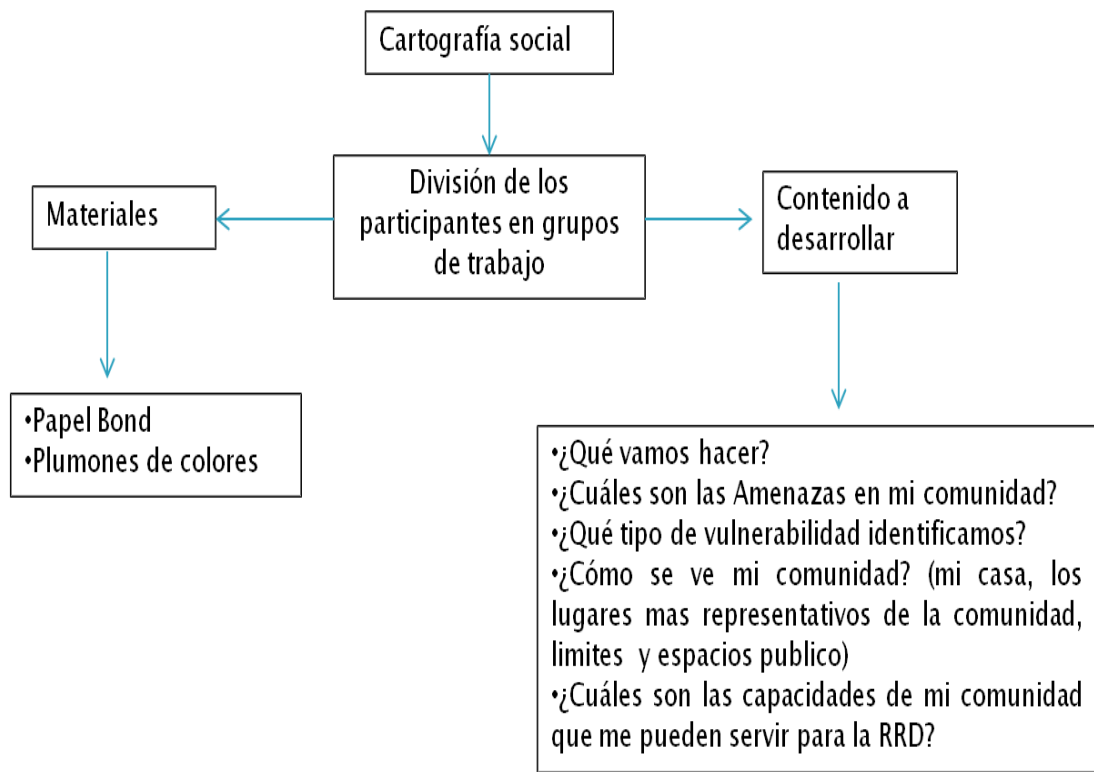 Cartografía social
División de los
participantes en grupos
de trabajo
Materiales
Contenido a
desarrollar
•Papel Bond
•Plumones de colores
•¿Qué vamos hacer?
•¿Cuáles son las Amenazas en mi comunidad?
•¿Qué tipo de vulnerabilidad identificamos?
•¿Cómo se ve mi comunidad? (mi casa, los
lugares mas representativos de la comunidad,
limites y espacios publico)
•¿Cuáles son las capacidades de mi comunidad
que me pueden servir para la RRD?